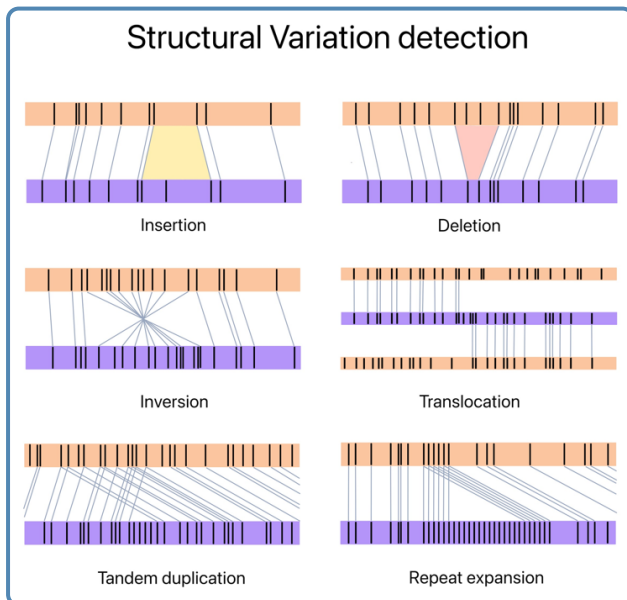 Structural Variation detection
Insertion
Deletion
Inversion
Translocation
Tandem duplication
Repeat expansion